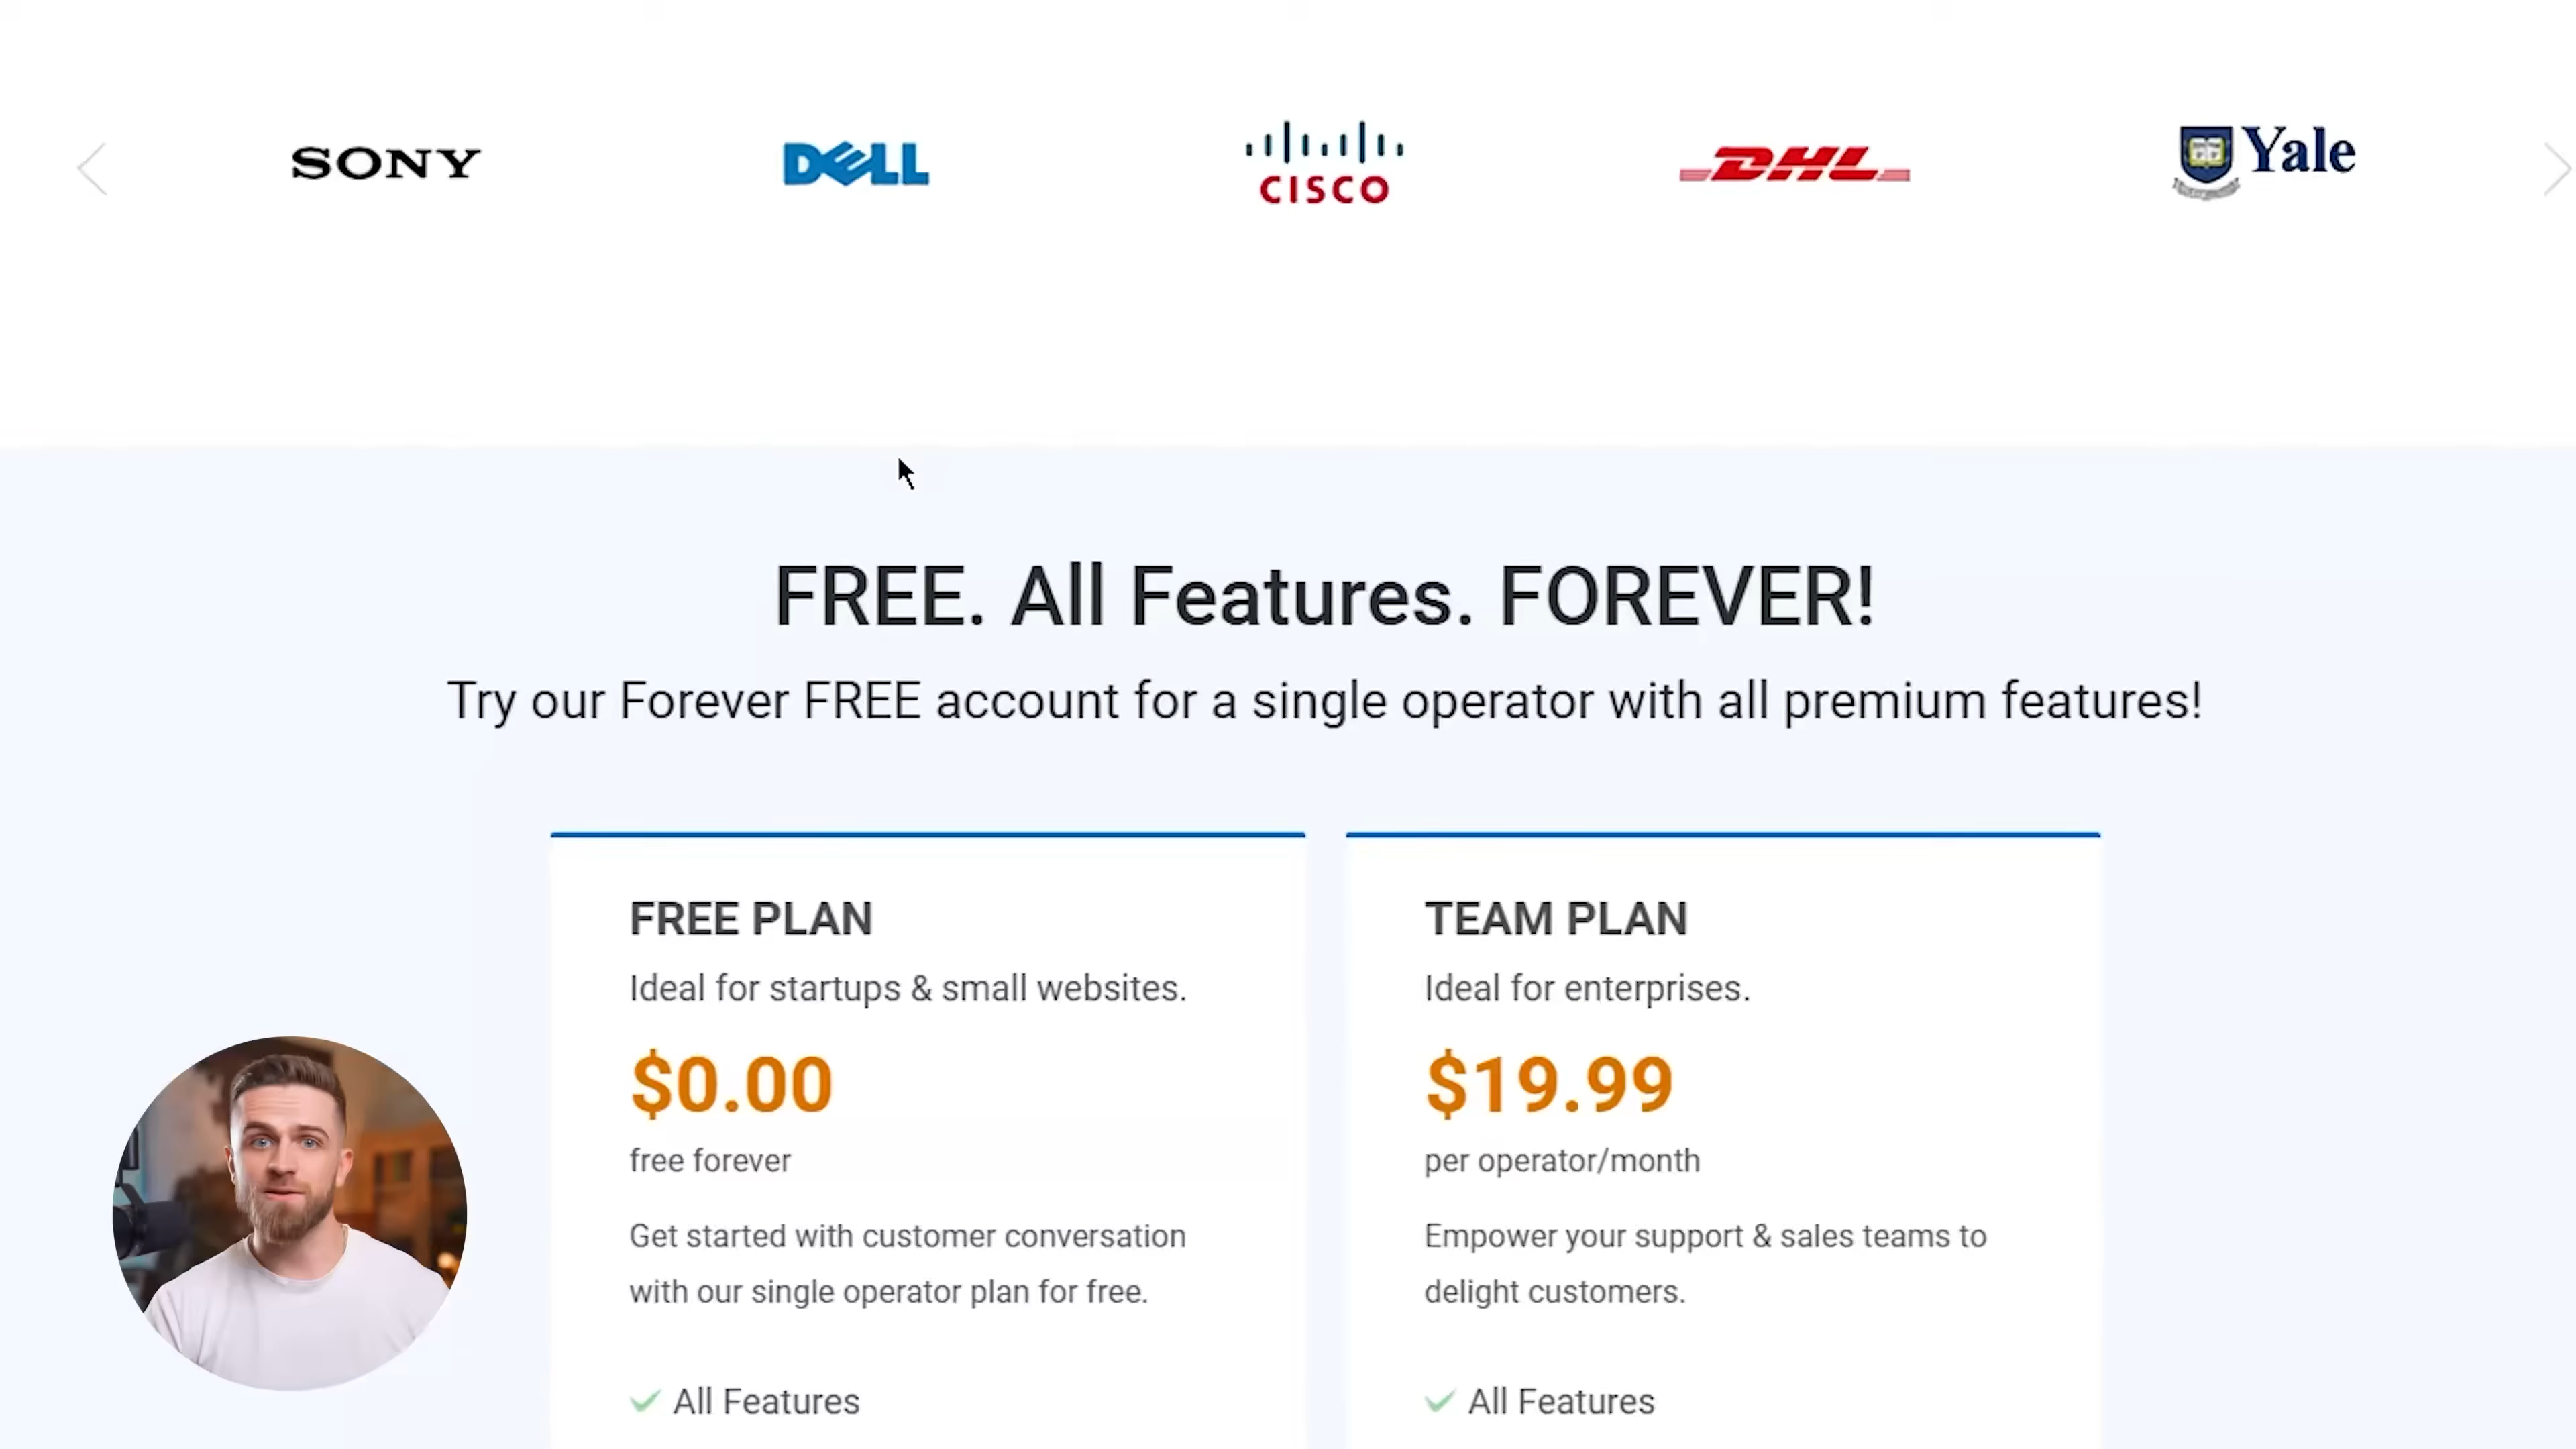 SONY
DELL
CISCO
DHL
Yale
FREE. All Features. FOREVER!
Try our Forever FREE account for a single operator with all premium features!
FREE PLAN
Ideal for startups & small websites.
$0.00
free forever
Get started with customer conversation
with our single operator plan for free.
All Features
TEAM PLAN
Ideal for enterprises.
$19.99
per operator/month
Empower your support & sales teams to
delight customers.
All Features